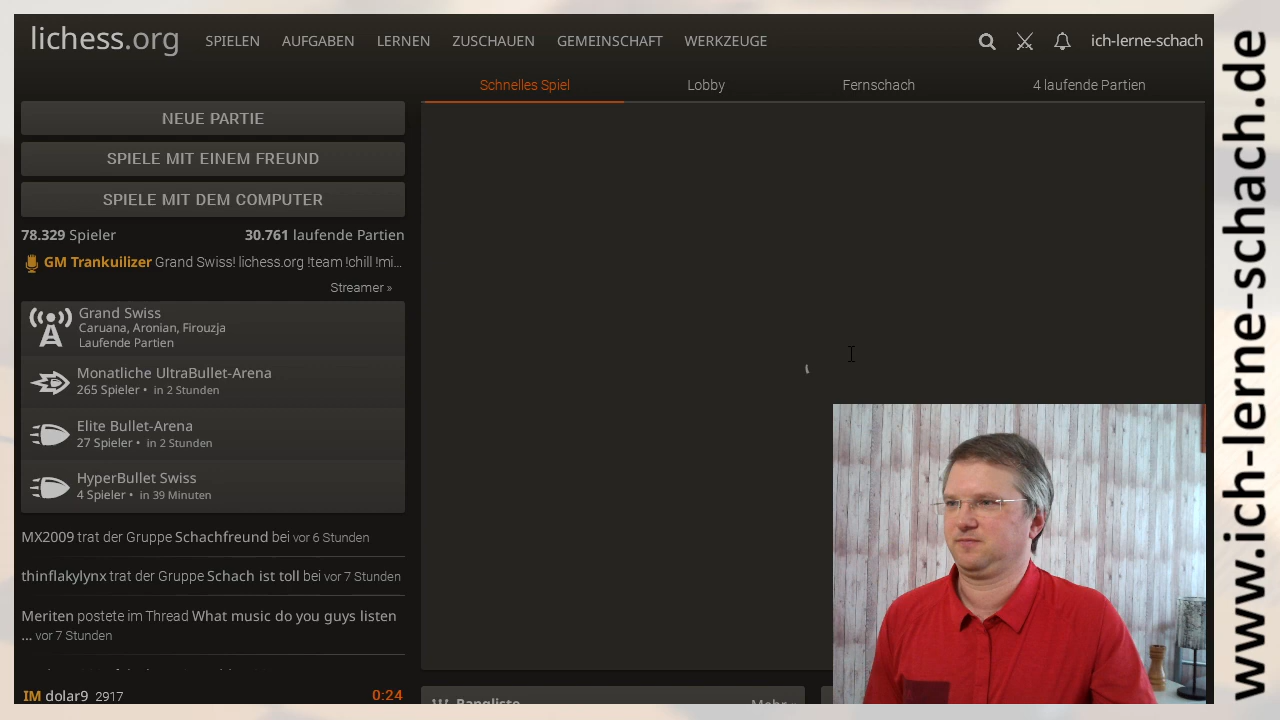 lichess.org SPIELEN AUFGABEN LERNEN ZUSCHAUEN GEMEINSCHAFT WERKZEUGE ich-lerne-schach
Schnelles Spiel Lobby Fernschach 4 laufende Partien
NEUE PARTIE
SPIELE MIT EINEM FREUND
SPIELE MIT DEM COMPUTER
78.329 Spieler 30.761 laufende Partien
GM Trankuilizer Grand Swiss! lichess.org !team !chill !mi...
Streamer »
Grand Swiss
Caruana, Aronian, Firouzja
Laufende Partien
Monatliche UltraBullet-Arena
265 Spieler • in 2 Stunden
Elite Bullet-Arena
27 Spieler • in 2 Stunden
HyperBullet Swiss
4 Spieler • in 39 Minuten
MX2009 trat der Gruppe Schachfreund bei vor 6 Stunden
thinflakylynx trat der Gruppe Schach ist toll bei vor 7 Stunden
Meriten postete im Thread What music do you guys listen
... vor 7 Stunden
IM dolar9 2917 0:24
Rangliste Mehr »
www.ich-lerne-schach.de